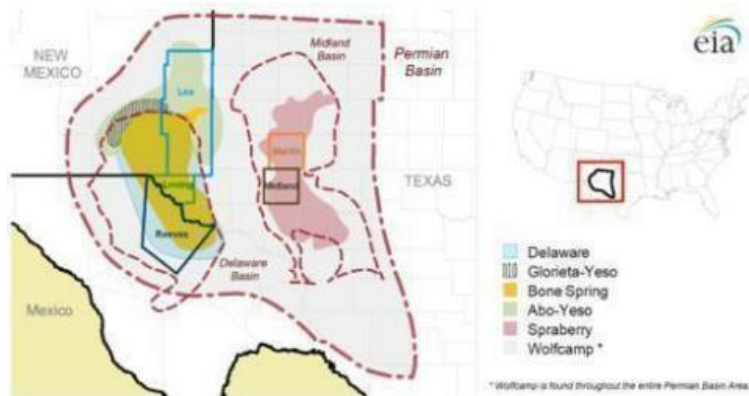 NEW
MEXICO
Midland
Basin
Permian
Basin
eia
Lea
Martin
Loving
Midland
TEXAS
Reeves
Delaware
Basin
Mexico
Delaware
Glorieta-Yeso
Bone Spring
Abo-Yeso
Spraberry
Wolfcamp *
* Wolfcamp is found throughout the entire Permian Basin Area.